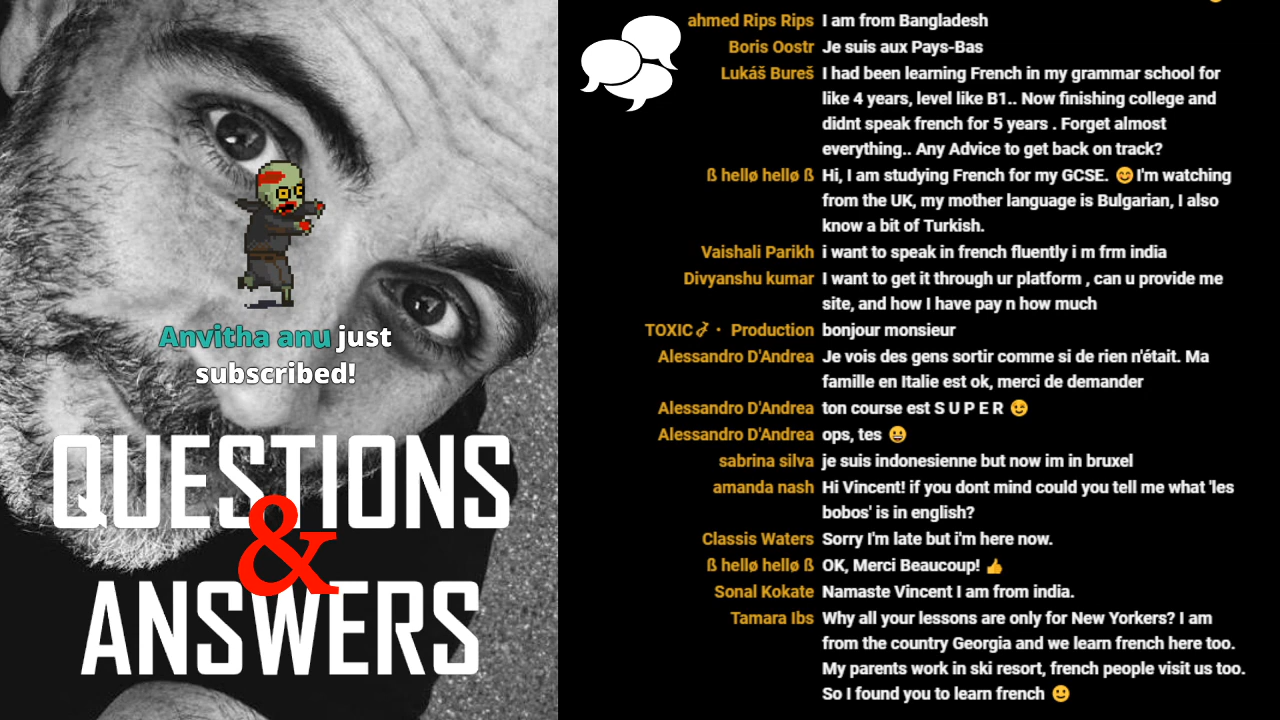 Anvitha anu just
subscribed!
QUESTIONS
&
ANSWERS
ahmed Rips Rips I am from Bangladesh
Boris Oostr Je suis aux Pays-Bas
Lukáš Bureš I had been learning French in my grammar school for
like 4 years, level like B1.. Now finishing college and
didnt speak french for 5 years . Forget almost
everything.. Any Advice to get back on track?
ß hellø hellø ß Hi, I am studying French for my GCSE. 😊I'm watching
from the UK, my mother language is Bulgarian, I also
know a bit of Turkish.
Vaishali Parikh i want to speak in french fluently i m frm india
Divyanshu kumar I want to get it through ur platform , can u provide me
site, and how I have pay n how much
TOXIC ・ Production bonjour monsieur
Alessandro D'Andrea Je vois des gens sortir comme si de rien n'était. Ma
famille en Italie est ok, merci de demander
Alessandro D'Andrea ton course est S U P E R 😉
Alessandro D'Andrea ops, tes 😀
sabrina silva je suis indonesienne but now im in bruxel
amanda nash Hi Vincent! if you dont mind could you tell me what 'les
bobos' is in english?
Classis Waters Sorry I'm late but i'm here now.
ß hellø hellø ß OK, Merci Beaucoup! 👍
Sonal Kokate Namaste Vincent I am from india.
Tamara Ibs Why all your lessons are only for New Yorkers? I am
from the country Georgia and we learn french here too.
My parents work in ski resort, french people visit us too.
So I found you to learn french 🙂